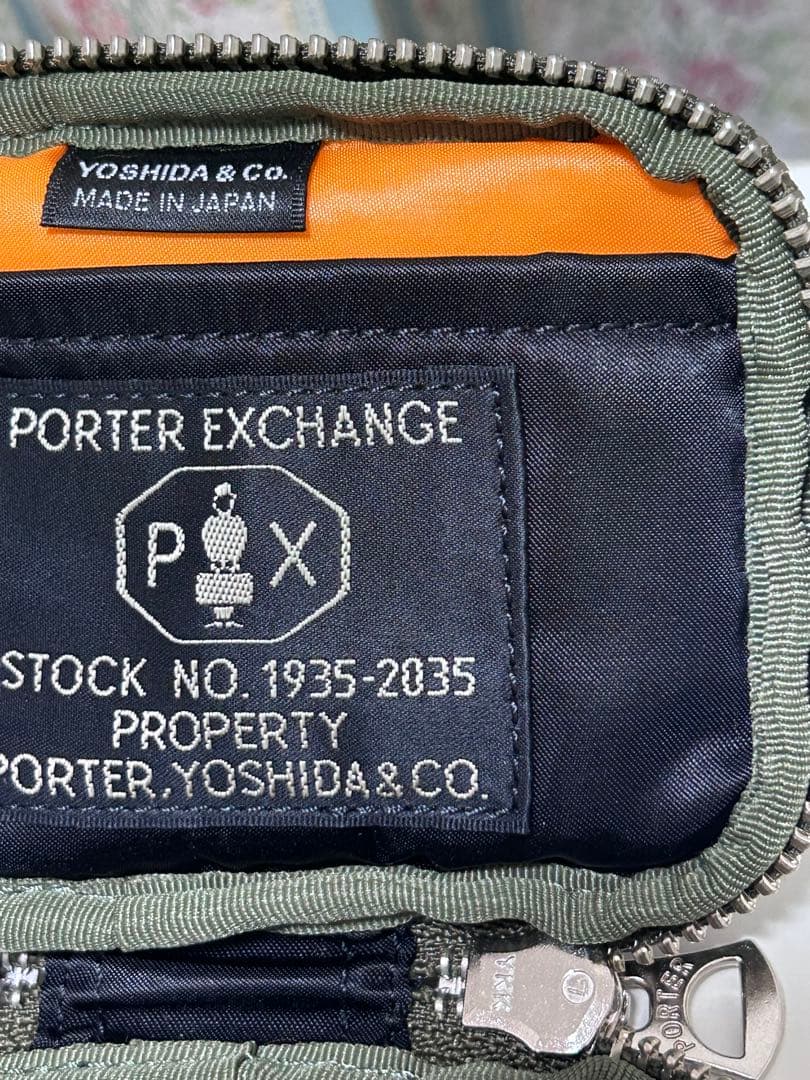 YOSHIDA & Co.
MADE IN JAPAN
PORTER EXCHANGE
P X
STOCK NO. 1935-2035
PROPERTY
PORTER.YOSHIDA&CO.
YKK
PORTER